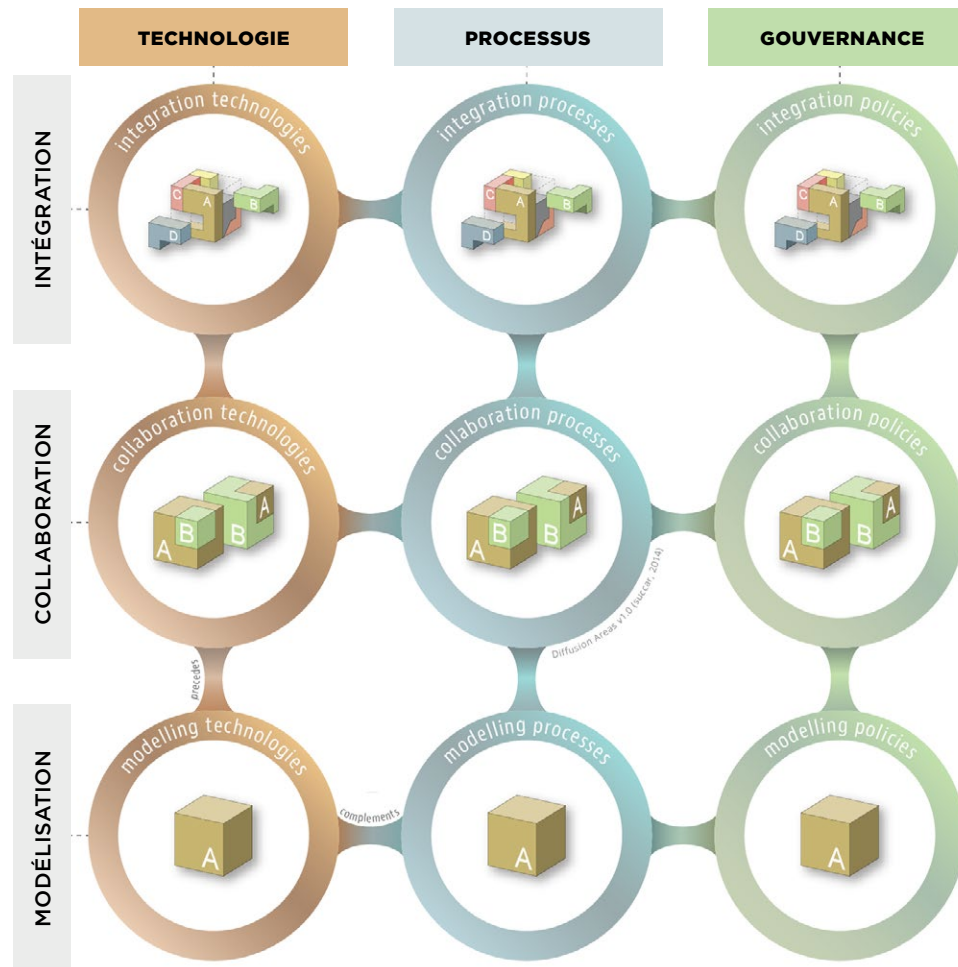 TECHNOLOGIE
PROCESSUS
GOUVERNANCE
INTÉGRATION
integration technologies
integration processes
integration policies
C
A
B
D
C
A
B
D
C
A
B
D
COLLABORATION
collaboration technologies
collaboration processes
collaboration policies
A
B
B
A
A
B
B
A
A
B
B
A
Diffusion Areas v1.0 (succar, 2014)
precedes
MODÉLISATION
modelling technologies
modelling processes
modelling policies
complements
A
A
A